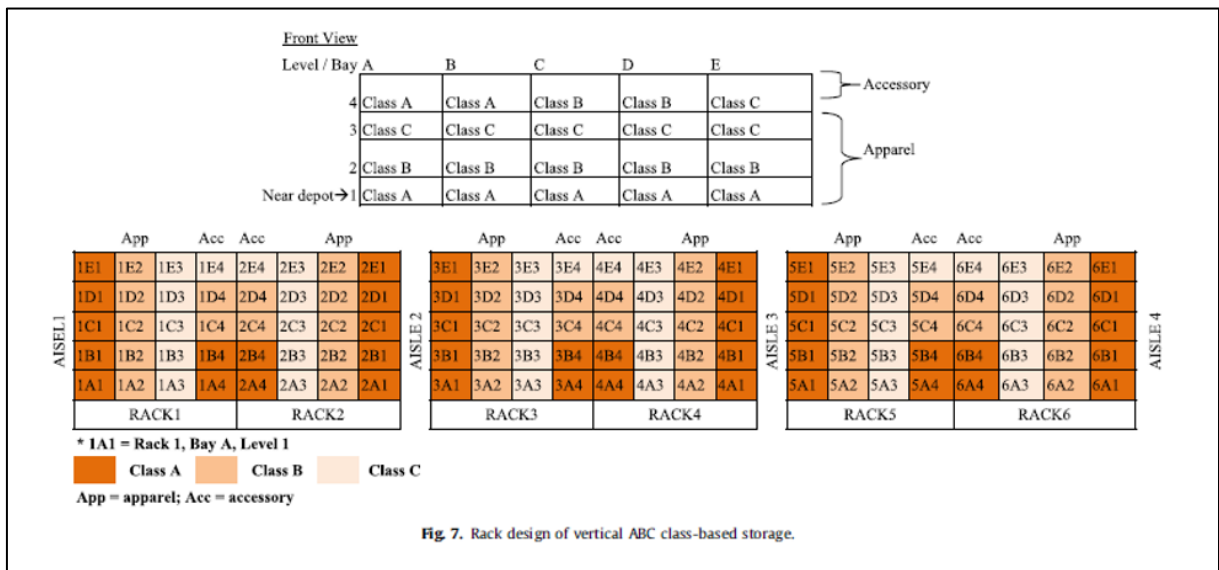 Front View
Level / Bay A B C D E
4 Class A Class A Class B Class B Class C
Accessory
3 Class C Class C Class C Class C Class C
Apparel
2 Class B Class B Class B Class B Class B
Near depot→1 Class A Class A Class A Class A Class A
App Acc Acc App App Acc Acc App App Acc Acc App
1E1 1E2 1E3 1E4 2E4 2E3 2E2 2E1 3E1 3E2 3E3 3E4 4E4 4E3 4E2 4E1 5E1 5E2 5E3 5E4 6E4 6E3 6E2 6E1
1D1 1D2 1D3 1D4 2D4 2D3 2D2 2D1 3D1 3D2 3D3 3D4 4D4 4D3 4D2 4D1 5D1 5D2 5D3 5D4 6D4 6D3 6D2 6D1
1C1 1C2 1C3 1C4 2C4 2C3 2C2 2C1 3C1 3C2 3C3 3C4 4C4 4C3 4C2 4C1 5C1 5C2 5C3 5C4 6C4 6C3 6C2 6C1
1B1 1B2 1B3 1B4 2B4 2B3 2B2 2B1 3B1 3B2 3B3 3B4 4B4 4B3 4B2 4B1 5B1 5B2 5B3 5B4 6B4 6B3 6B2 6B1
1A1 1A2 1A3 1A4 2A4 2A3 2A2 2A1 3A1 3A2 3A3 3A4 4A4 4A3 4A2 4A1 5A1 5A2 5A3 5A4 6A4 6A3 6A2 6A1
AISEL1
AISLE 2
AISLE 3
AISLE 4
RACK1 RACK2 RACK3 RACK4 RACK5 RACK6
* 1A1 = Rack 1, Bay A, Level 1
Class A Class B Class C
App = apparel; Acc = accessory
Fig. 7. Rack design of vertical ABC class-based storage.